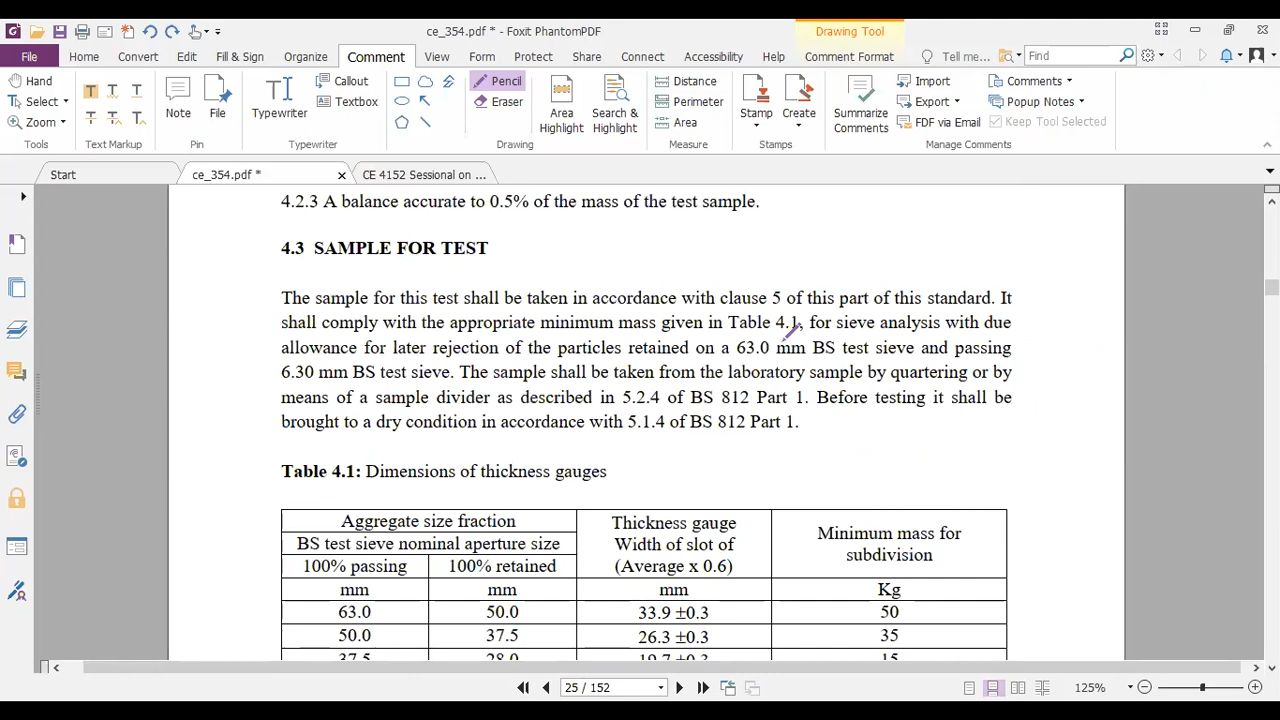 ce_354.pdf * - Foxit PhantomPDF
Drawing Tool
File Home Convert Edit Fill & Sign Organize Comment View Form Protect Share Connect Accessibility Help Comment Format Tell me... Find
Hand Select Zoom Tools
Text Markup
Note File Pin
Typewriter Callout Textbox Typewriter
Pencil Eraser Area Highlight Search & Highlight Drawing
Distance Perimeter Area Measure
Stamp Create Stamps
Summarize Comments Import Export FDF via Email Comments Popup Notes Keep Tool Selected Manage Comments
Start ce_354.pdf * CE 4152 Sessional on ...
4.2.3 A balance accurate to 0.5% of the mass of the test sample.
4.3 SAMPLE FOR TEST
The sample for this test shall be taken in accordance with clause 5 of this part of this standard. It
shall comply with the appropriate minimum mass given in Table 4.1, for sieve analysis with due
allowance for later rejection of the particles retained on a 63.0 mm BS test sieve and passing
6.30 mm BS test sieve. The sample shall be taken from the laboratory sample by quartering or by
means of a sample divider as described in 5.2.4 of BS 812 Part 1. Before testing it shall be
brought to a dry condition in accordance with 5.1.4 of BS 812 Part 1.
Table 4.1: Dimensions of thickness gauges
Aggregate size fraction
BS test sieve nominal aperture size
100% passing 100% retained
Thickness gauge
Width of slot of
(Average x 0.6)
Minimum mass for
subdivision
mm mm mm Kg
63.0 50.0 33.9 ±0.3 50
50.0 37.5 26.3 ±0.3 35
37.5 28.0 19.7 ±0.3 15
25 / 152
125%